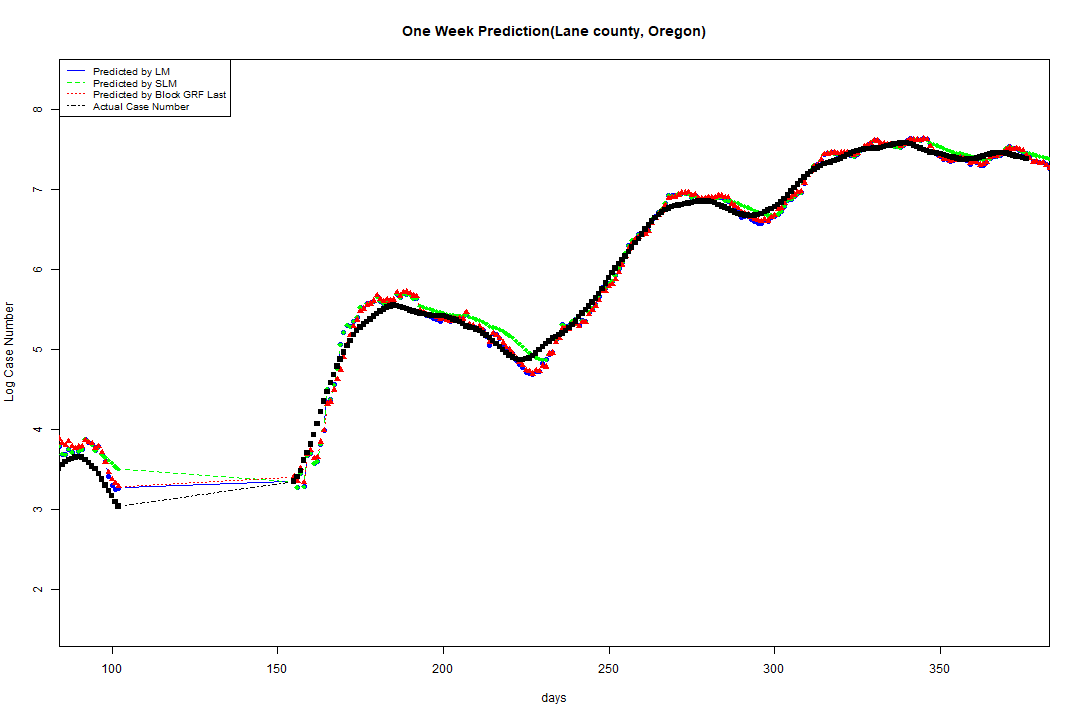 One Week Prediction(Lane county, Oregon)
Predicted by LM
Predicted by SLM
Predicted by Block GRF Last
Actual Case Number
8
7
6
5
4
3
2
Log Case Number
100 150 200 250 300 350
days